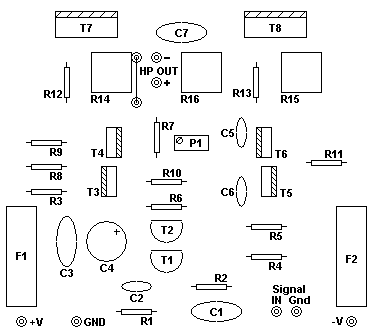 T7
C7
T8
HP OUT
−
+
R12
R14
R16
R13
R15
R7
P1
C5
T4
T6
R9
R11
R8
T3
R10
C6
T5
R3
R6
F1
C3
+
C4
T2
R5
F2
T1
R4
C2
R2
Signal
IN Gnd
+V
GND
R1
C1
-V